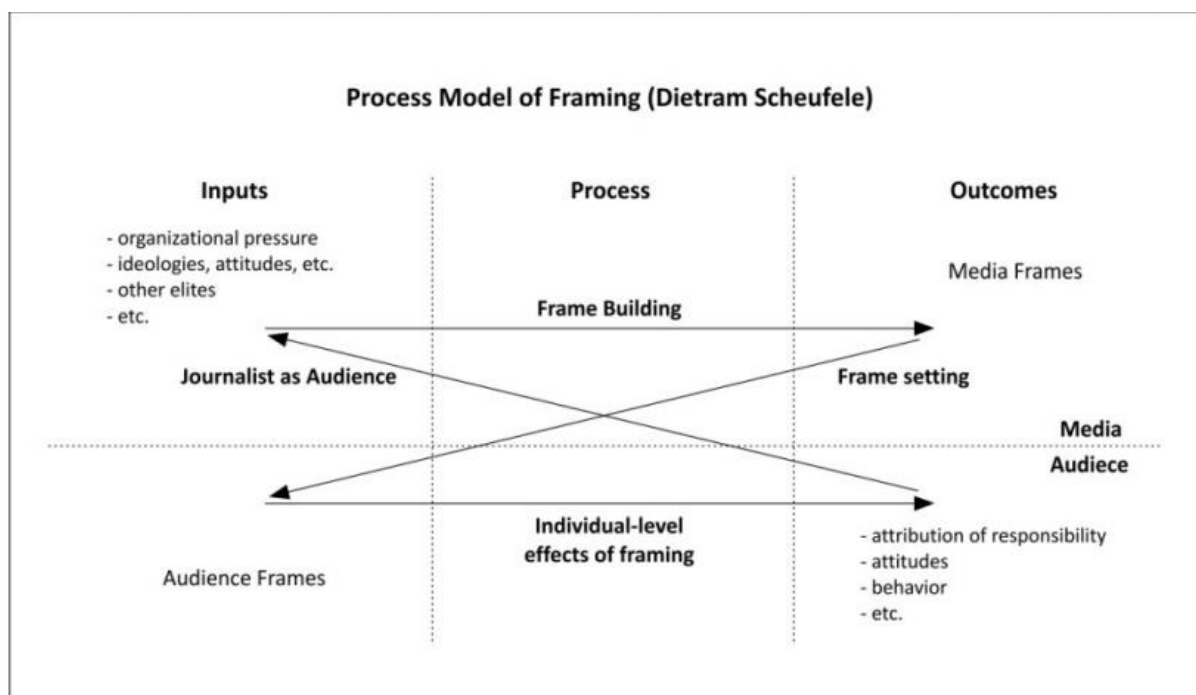 Process Model of Framing (Dietram Scheufele)
Inputs
Process
Outcomes
- organizational pressure
- ideologies, attitudes, etc.
- other elites
- etc.
Media Frames
Frame Building
Journalist as Audience
Frame setting
Media
Audiece
Individual-level
effects of framing
Audience Frames
- attribution of responsibility
- attitudes
- behavior
- etc.